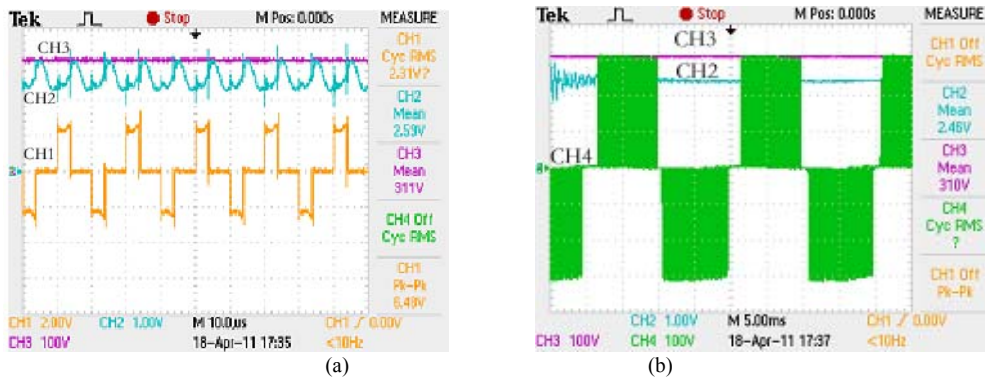 Tek Stop M Pos: 0.000s MEASURE
CH3
CH2
CH1
CH1
Cyc RMS
2.31V?
CH2
Mean
2.59V
CH3
Mean
311V
CH4 Off
Cyc RMS
CH1
Pk-Pk
6.48V
CH1 2.00V CH2 1.00V M 10.0µs CH1 0.00V
CH3 100V 18-Apr-11 17:35 <10Hz
(a)
Tek Stop M Pos: 0.000s MEASURE
CH3
CH2
CH4
CH1 Off
Cyc RMS
CH2
Mean
2.46V
CH3
Mean
310V
CH4
Cyc RMS
?
CH1 Off
Pk-Pk
CH2 1.00V M 5.00ms CH1 0.00V
CH3 100V CH4 100V 18-Apr-11 17:37 <10Hz
(b)